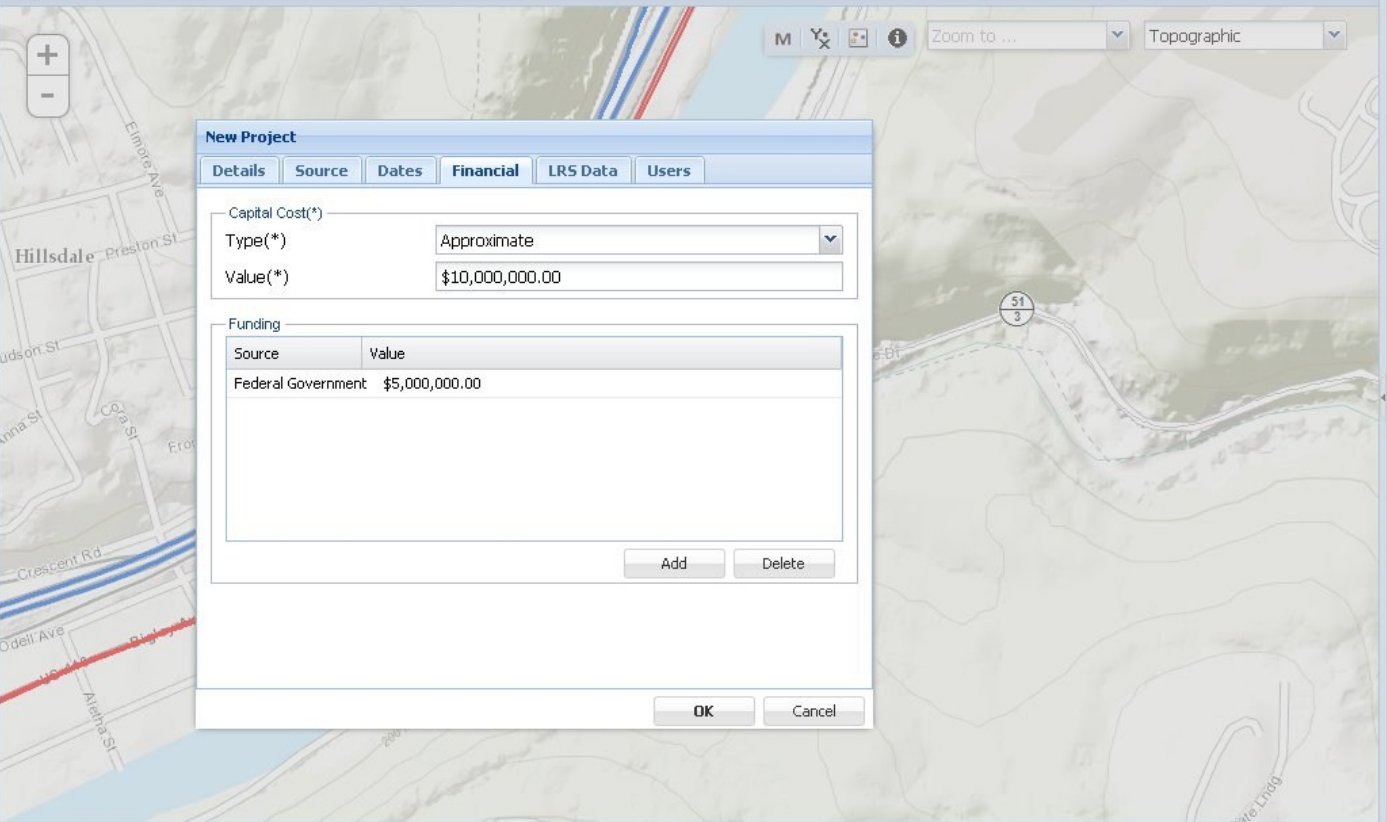 M
Zoom to ...
Topographic
+
-
New Project
Details Source Dates Financial LRS Data Users
Capital Cost(*)
Type(*) Approximate
Value(*) $10,000,000.00
Funding
Source Value
Federal Government $5,000,000.00
Add Delete
OK Cancel
Elmore Ave
Hillsdale
Preston St
Cora St
Crescent Rd
Odell Ave
Aletha St
51
3